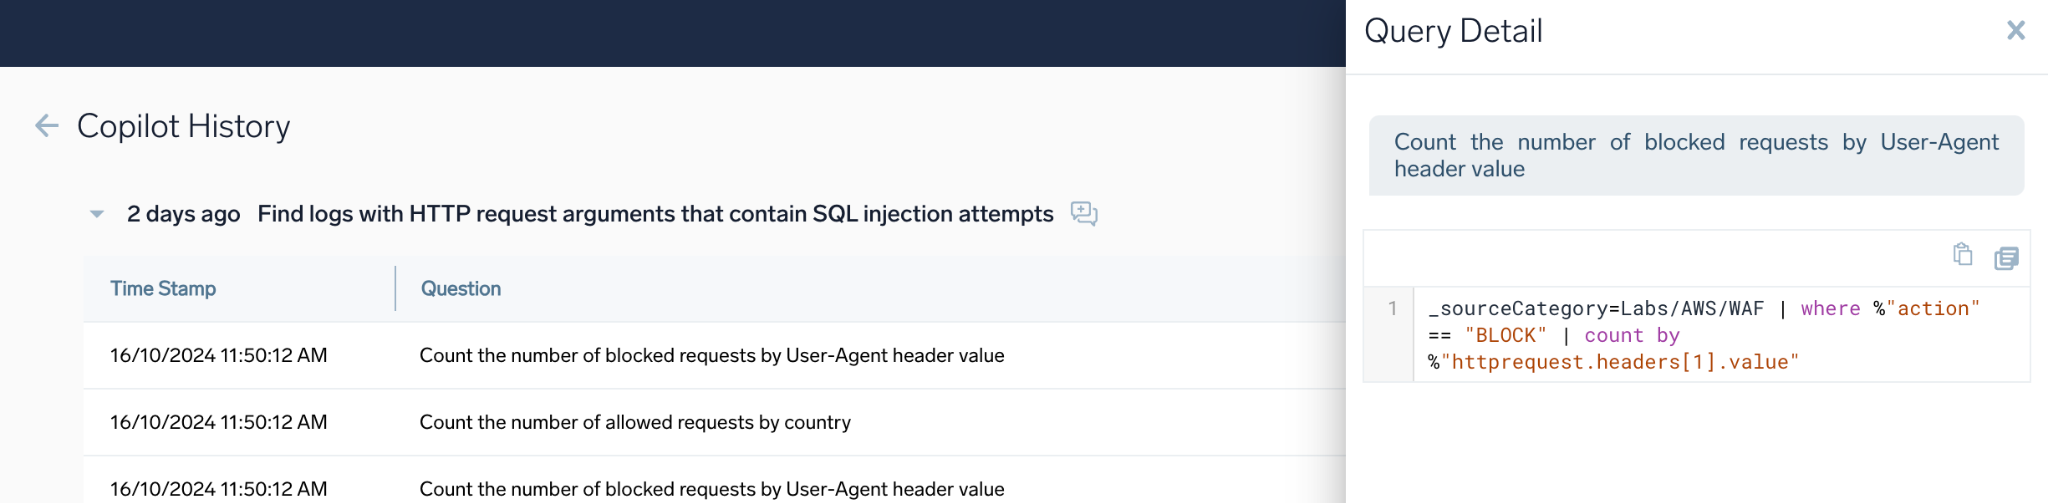 Copilot History
2 days ago Find logs with HTTP request arguments that contain SQL injection attempts
Time Stamp Question
16/10/2024 11:50:12 AM Count the number of blocked requests by User-Agent header value
16/10/2024 11:50:12 AM Count the number of allowed requests by country
16/10/2024 11:50:12 AM Count the number of blocked requests by User-Agent header value
Query Detail
Count the number of blocked requests by User-Agent
header value
1 _sourceCategory=Labs/AWS/WAF | where %"action"
== "BLOCK" | count by
%"httprequest.headers[1].value"